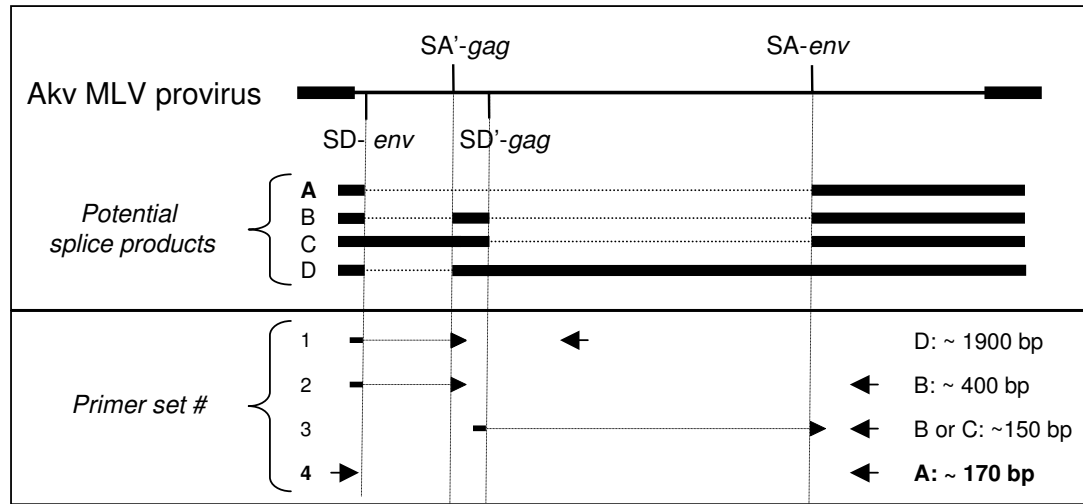 SA’-gag SA-env
Akv MLV provirus
SD- env SD’-gag
Potential
splice products
A
B
C
D
Primer set #
1 D: ~ 1900 bp
2 B: ~ 400 bp
3 B or C: ~150 bp
4 A: ~ 170 bp